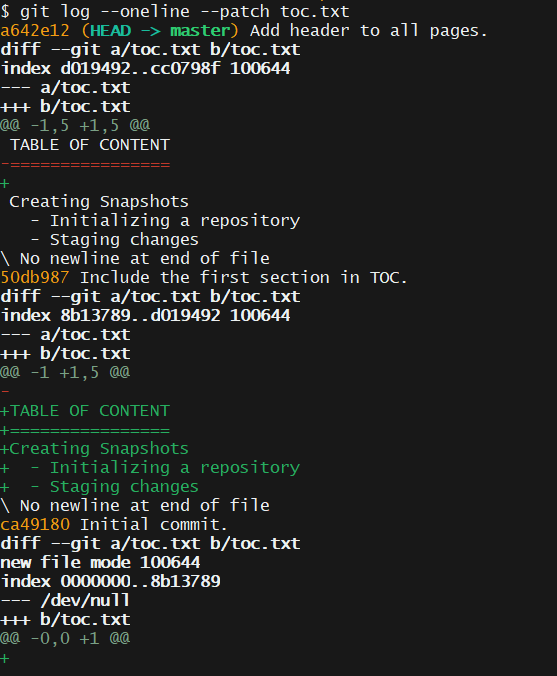 $ git log --oneline --patch toc.txt
a642e12 (HEAD -> master) Add header to all pages.
diff --git a/toc.txt b/toc.txt
index d019492..cc0798f 100644
--- a/toc.txt
+++ b/toc.txt
@@ -1,5 +1,5 @@
 TABLE OF CONTENT
-================
+
 Creating Snapshots
   - Initializing a repository
   - Staging changes
\ No newline at end of file
50db987 Include the first section in TOC.
diff --git a/toc.txt b/toc.txt
index 8b13789..d019492 100644
--- a/toc.txt
+++ b/toc.txt
@@ -1 +1,5 @@
-
+TABLE OF CONTENT
+================
+Creating Snapshots
+  - Initializing a repository
+  - Staging changes
\ No newline at end of file
ca49180 Initial commit.
diff --git a/toc.txt b/toc.txt
new file mode 100644
index 0000000..8b13789
--- /dev/null
+++ b/toc.txt
@@ -0,0 +1 @@
+